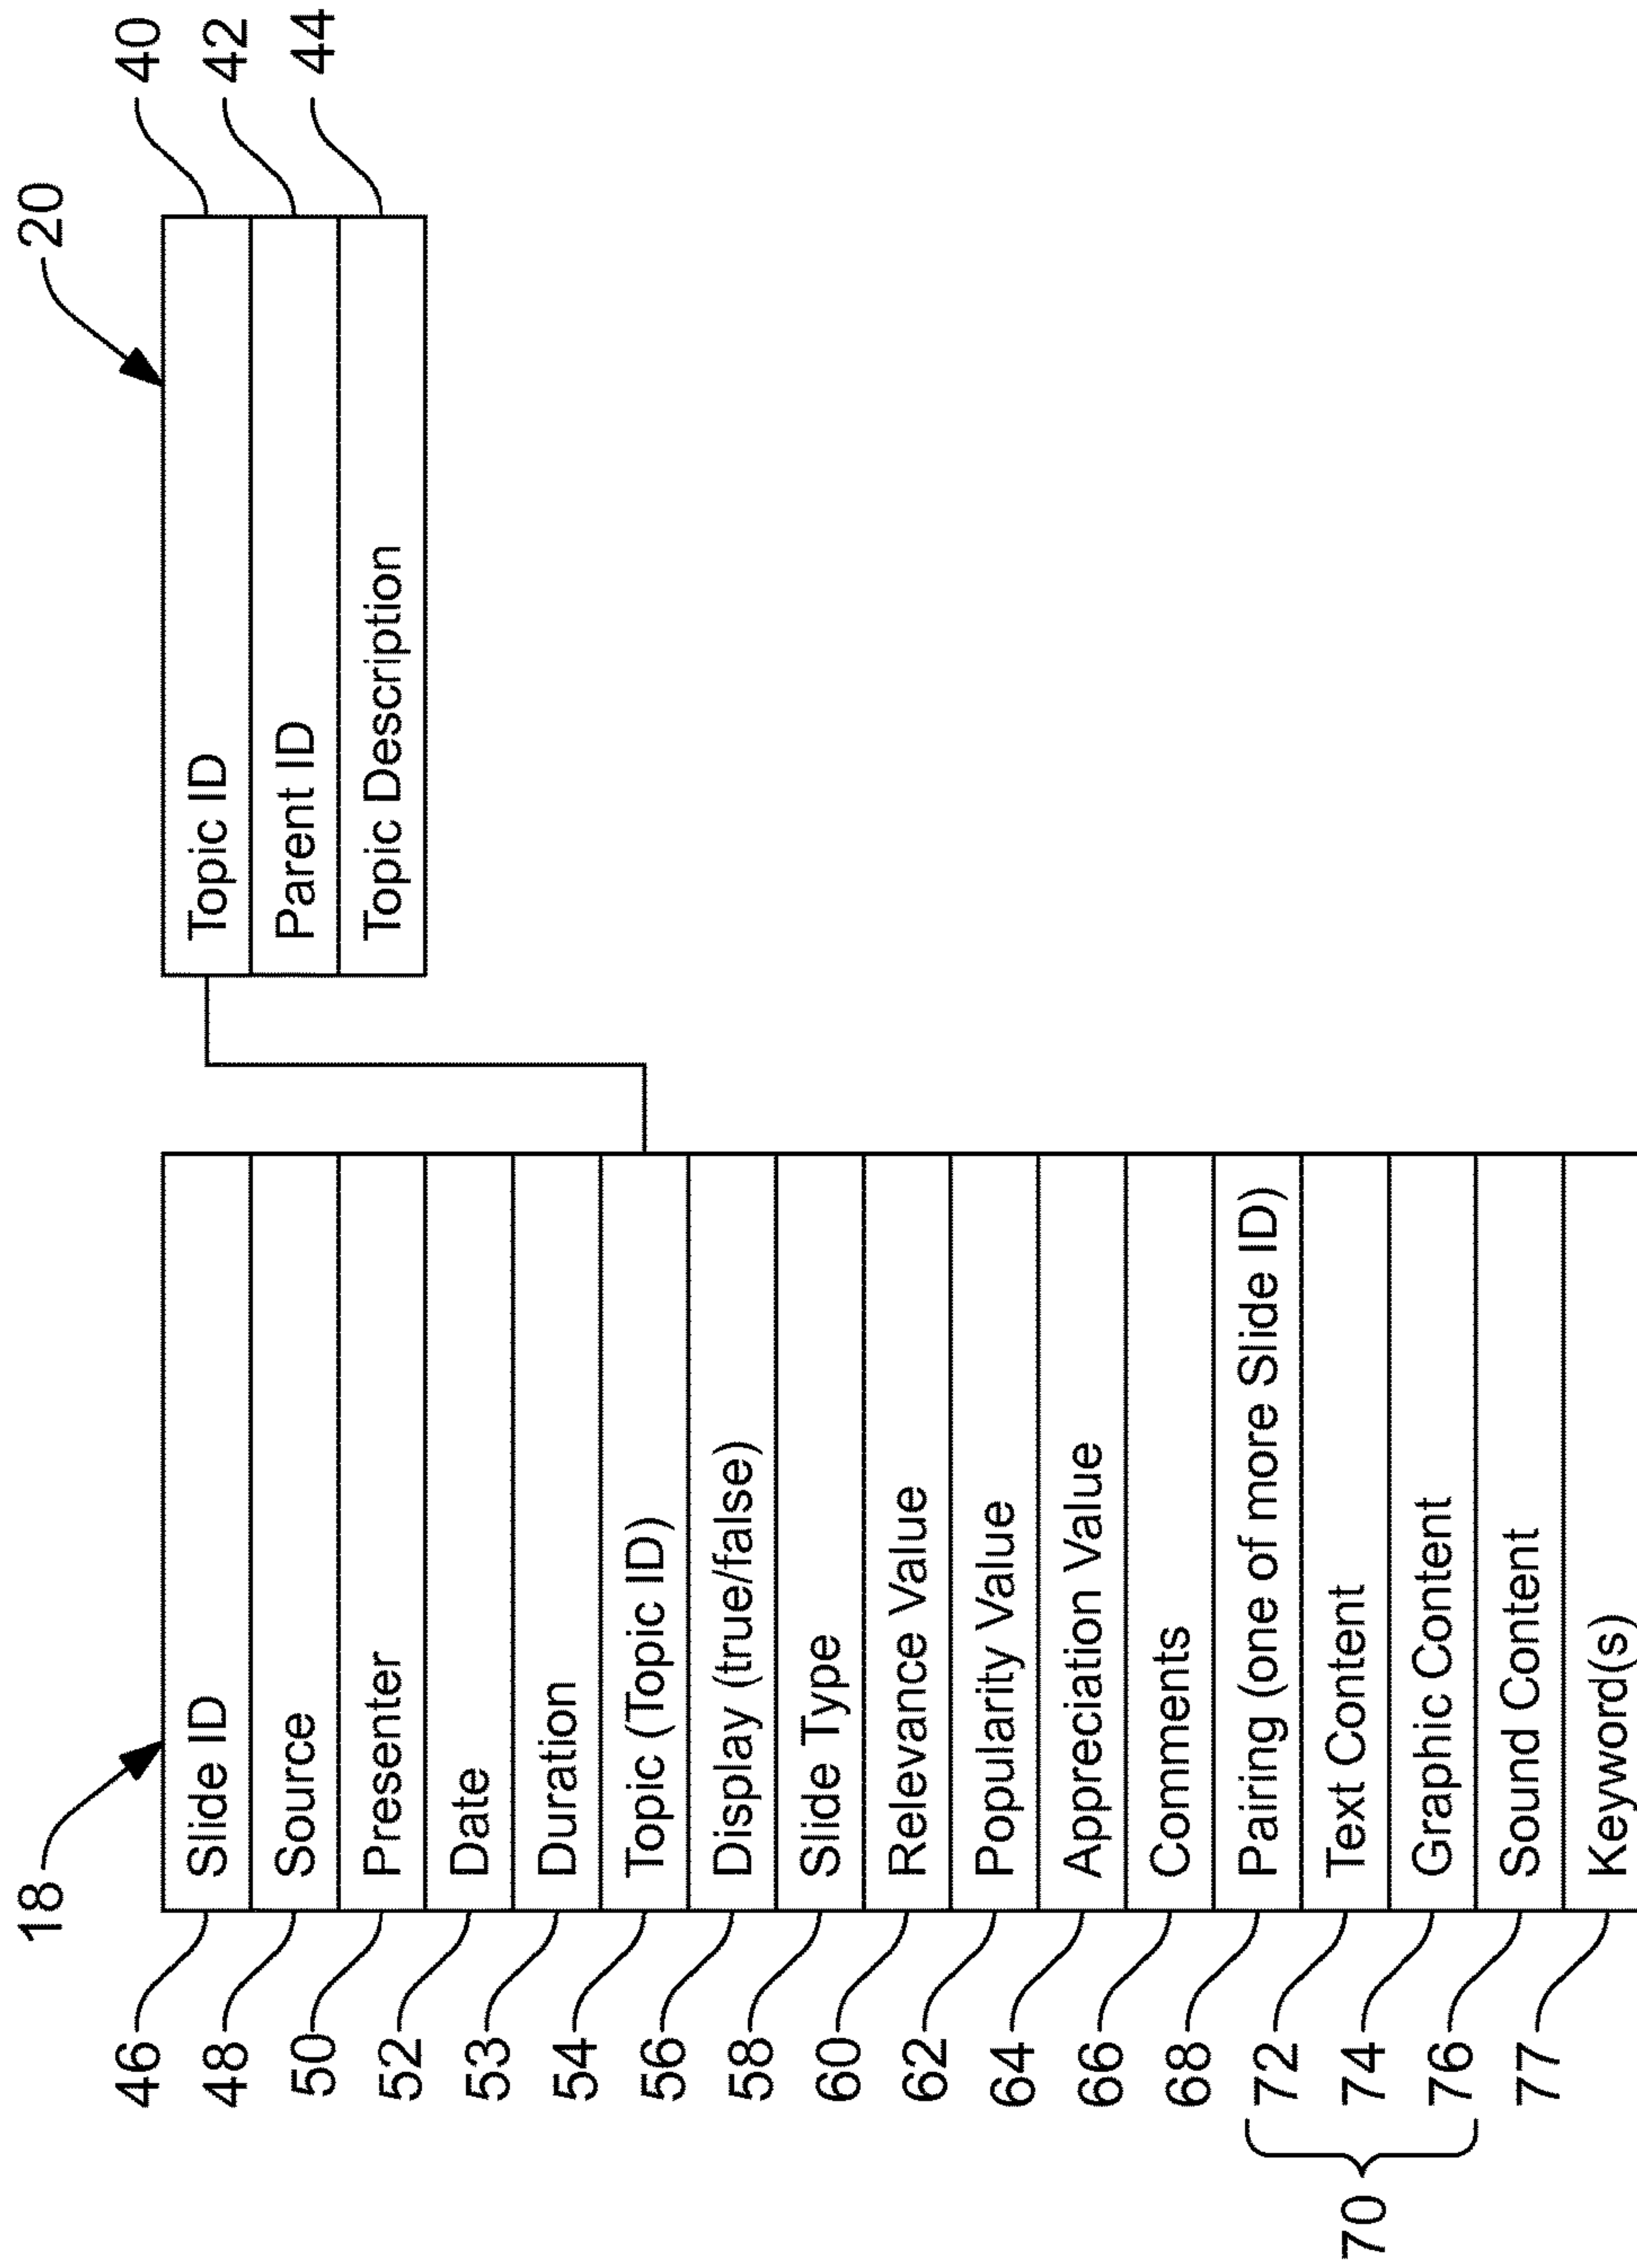 18
46 Slide ID
48 Source
50 Presenter
52 Date
53 Duration
54 Topic (Topic ID)
56 Display (true/false)
58 Slide Type
60 Relevance Value
62 Popularity Value
64 Appreciation Value
66 Comments
68 Pairing (one of more Slide ID)
70
72 Text Content
74 Graphic Content
76 Sound Content
77 Keyword(s)
20
Topic ID 40
Parent ID 42
Topic Description 44